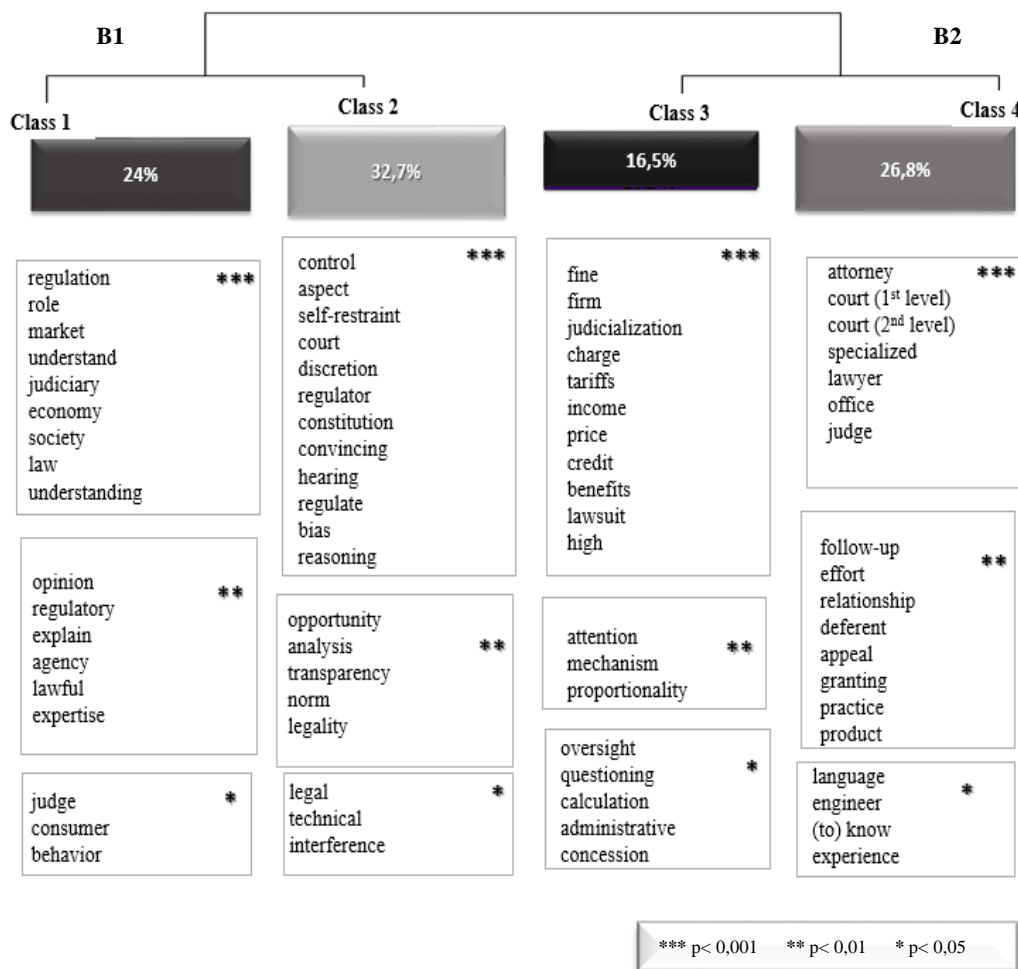 B1
B2
Class 1
Class 2
Class 3
Class 4
24%
32,7%
16,5%
26,8%
regulation ***
role
market
understand
judiciary
economy
society
law
understanding
opinion
regulatory **
explain
agency
lawful
expertise
judge *
consumer
behavior
control ***
aspect
self-restraint
court
discretion
regulator
constitution
convincing
hearing
regulate
bias
reasoning
opportunity
analysis **
transparency
norm
legality
legal *
technical
interference
***
fine
firm
judicialization
charge
tariffs
income
price
credit
benefits
lawsuit
high
attention
mechanism **
proportionality
oversight
questioning *
calculation
administrative
concession
attorney ***
court (1st level)
court (2nd level)
specialized
lawyer
office
judge
follow-up
effort **
relationship
deferent
appeal
granting
practice
product
language
engineer *
(to) know
experience
*** p< 0,001 ** p< 0,01 * p< 0,05